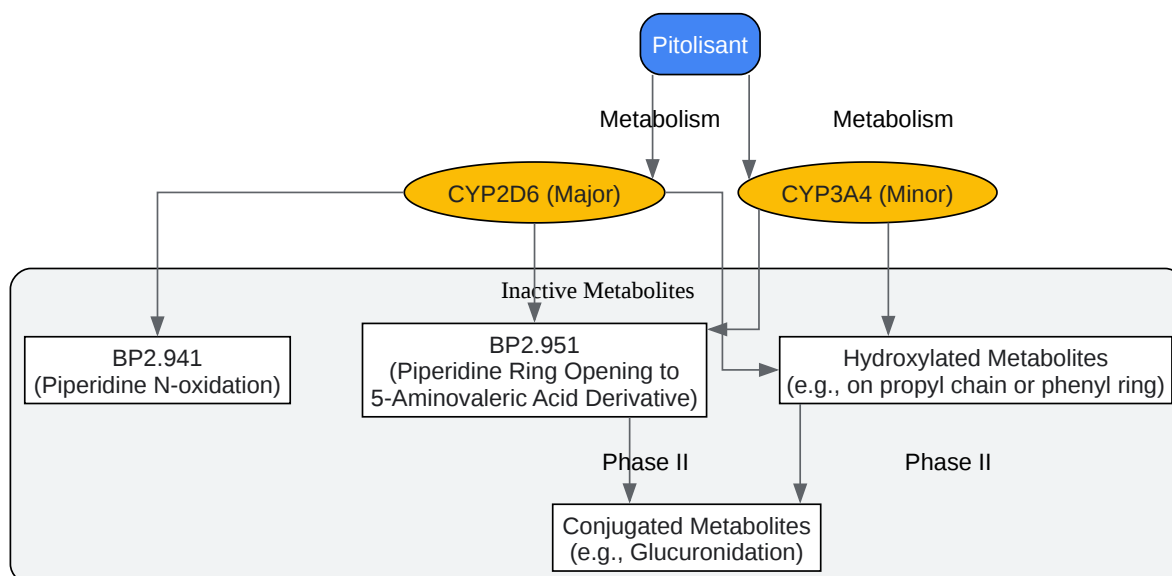 Pitolisant
Metabolism
Metabolism
CYP2D6 (Major)
CYP3A4 (Minor)
Inactive Metabolites
BP2.941
(Piperidine N-oxidation)
BP2.951
(Piperidine Ring Opening to
5-Aminovaleric Acid Derivative)
Hydroxylated Metabolites
(e.g., on propyl chain or phenyl ring)
Phase II
Phase II
Conjugated Metabolites
(e.g., Glucuronidation)